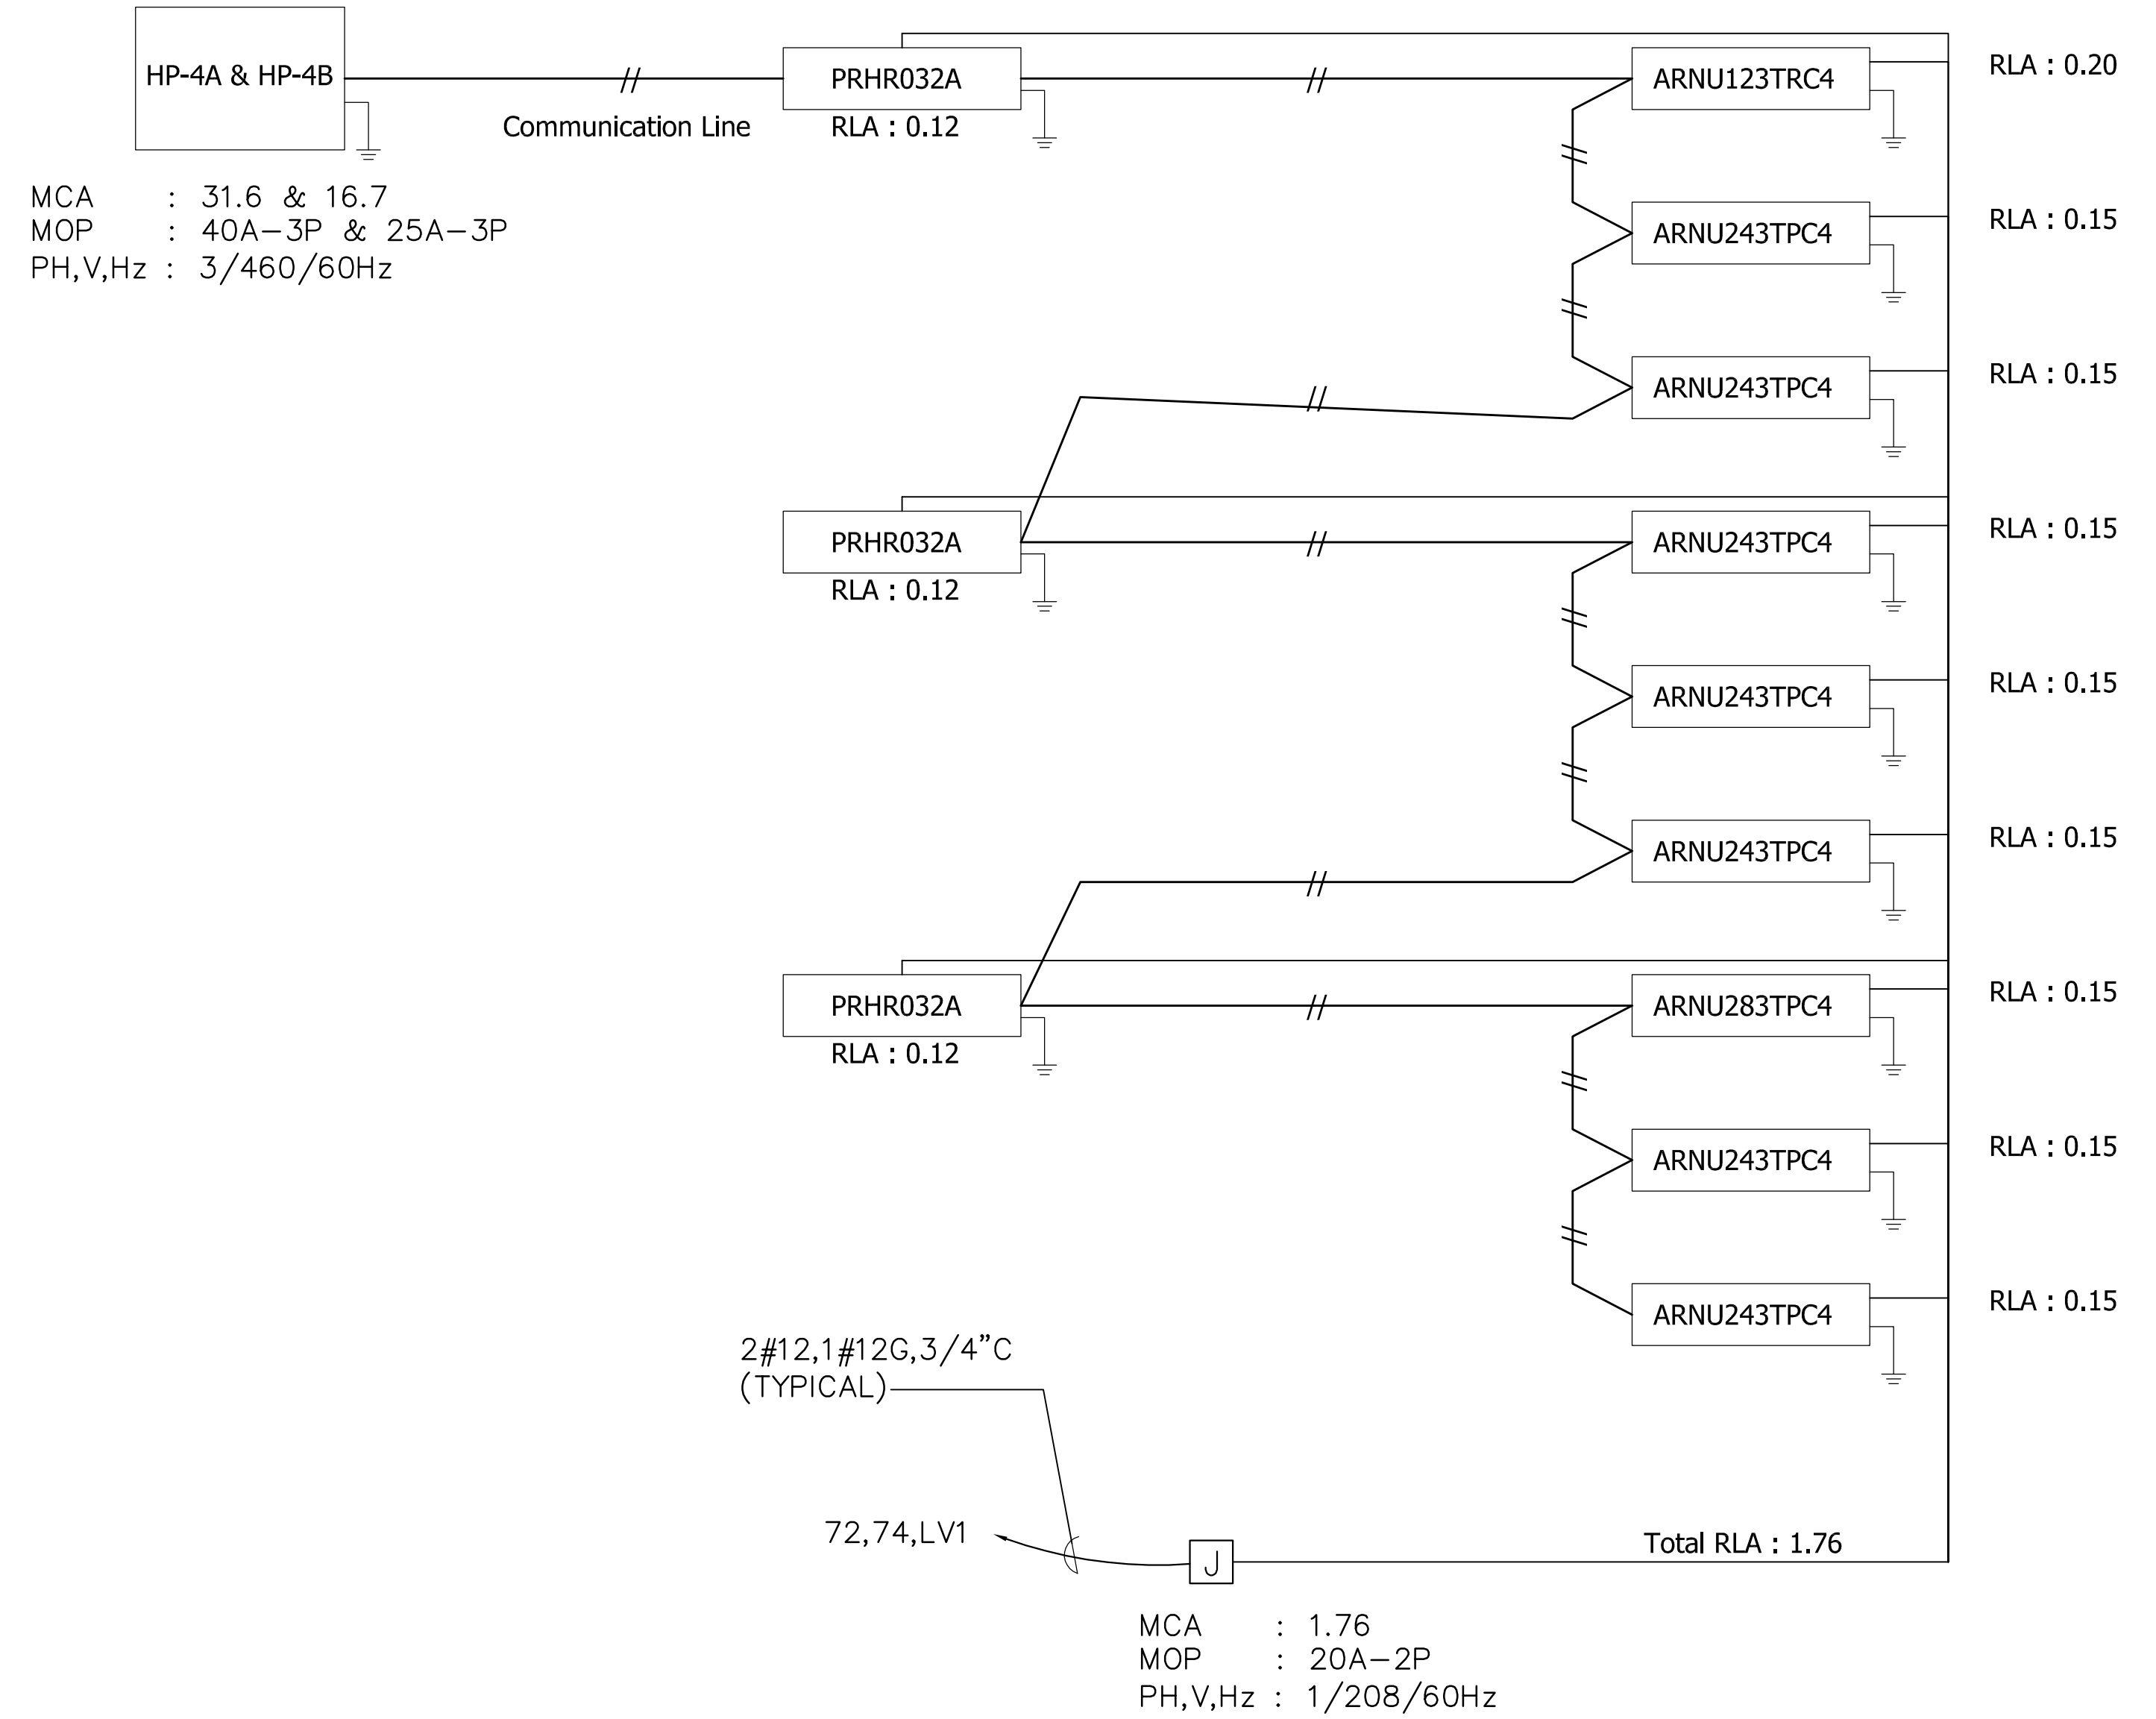 HP-4A & HP-4B
Communication Line
MCA : 31.6 & 16.7
MOP : 40A-3P & 25A-3P
PH,V,Hz : 3/460/60Hz
PRHR032A
RLA : 0.12
ARNU123TRC4
RLA : 0.20
ARNU243TPC4
RLA : 0.15
ARNU243TPC4
RLA : 0.15
PRHR032A
RLA : 0.12
ARNU243TPC4
RLA : 0.15
ARNU243TPC4
RLA : 0.15
ARNU243TPC4
RLA : 0.15
PRHR032A
RLA : 0.12
ARNU283TPC4
RLA : 0.15
ARNU243TPC4
RLA : 0.15
ARNU243TPC4
RLA : 0.15
2#12,1#12G,3/4”C
(TYPICAL)
72,74,LV1
J
Total RLA : 1.76
MCA : 1.76
MOP : 20A-2P
PH,V,Hz : 1/208/60Hz